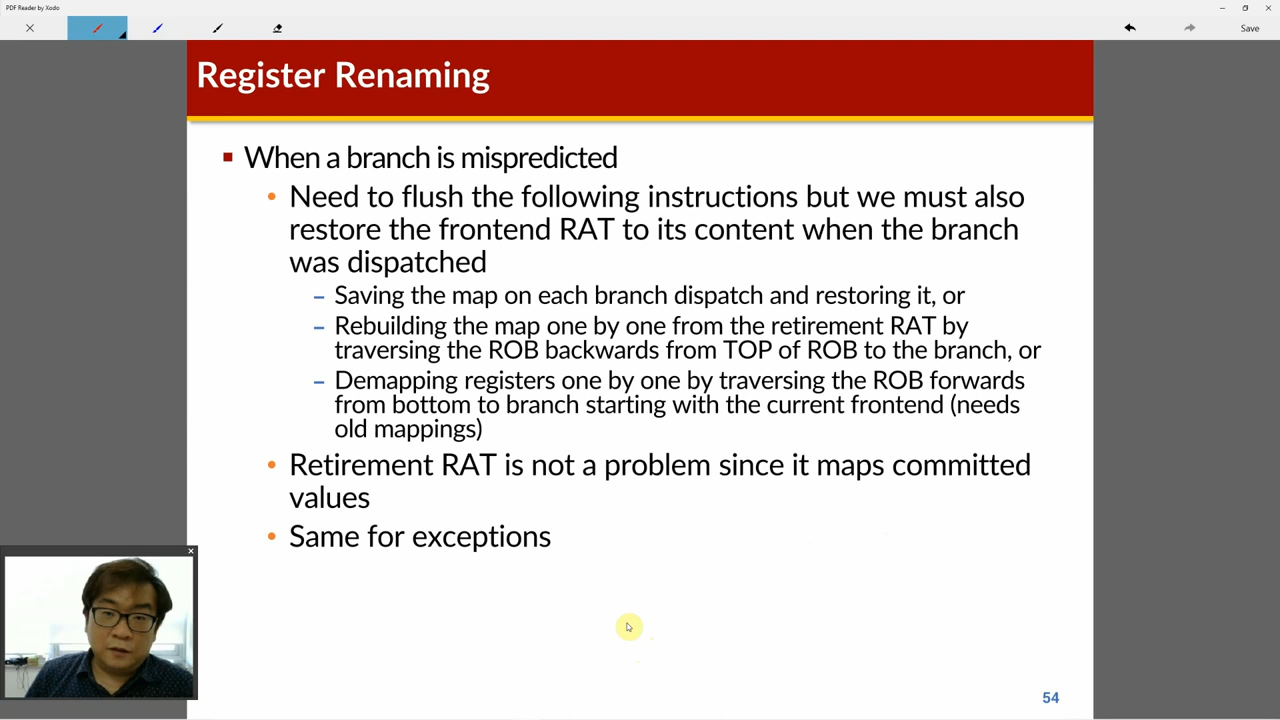 PDF Reader by Xodo
Save
Register Renaming
When a branch is mispredicted
Need to flush the following instructions but we must also
restore the frontend RAT to its content when the branch
was dispatched
– Saving the map on each branch dispatch and restoring it, or
– Rebuilding the map one by one from the retirement RAT by
traversing the ROB backwards from TOP of ROB to the branch, or
– Demapping registers one by one by traversing the ROB forwards
from bottom to branch starting with the current frontend (needs
old mappings)
Retirement RAT is not a problem since it maps committed
values
Same for exceptions
54